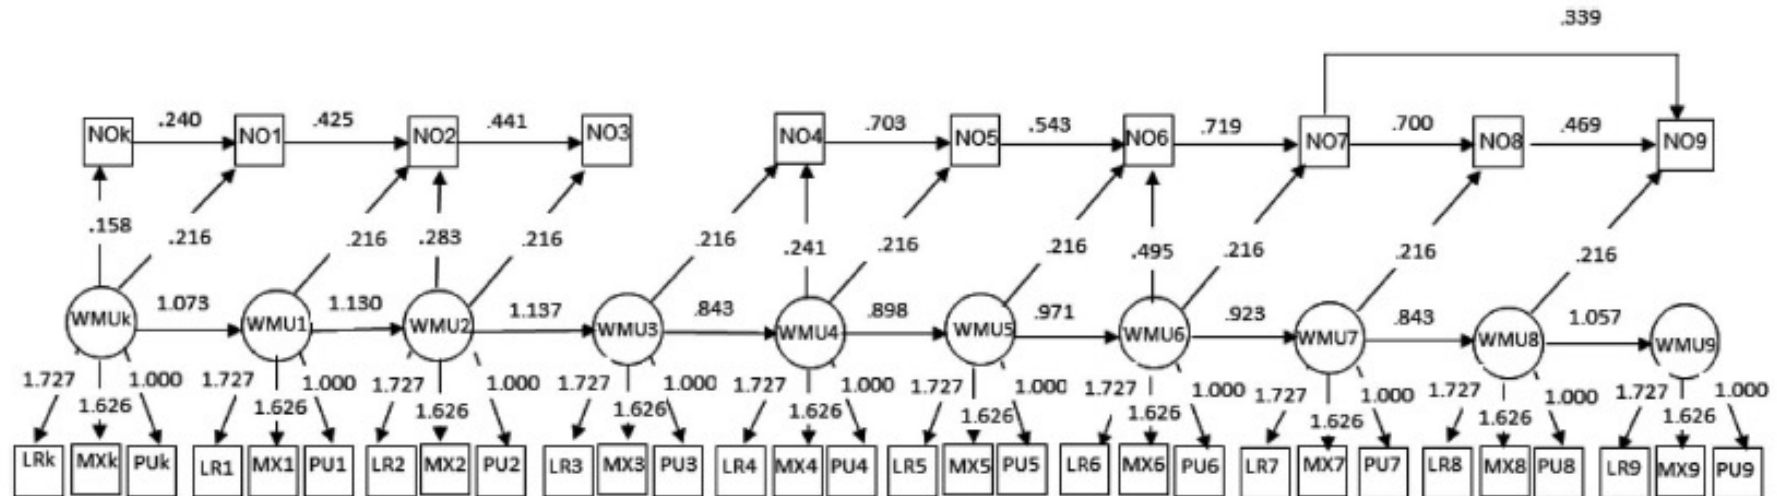 .339
.240 .425 .441 .703 .543 .719 .700 .469
NOk NO1 NO2 NO3 NO4 NO5 NO6 NO7 NO8 NO9
.158 .216 .216 .283 .216 .216 .241 .216 .216 .495 .216 .216 .216
1.073 1.130 1.137 .843 .898 .971 .923 .843 1.057
WMUk WMU1 WMU2 WMU3 WMU4 WMU5 WMU6 WMU7 WMU8 WMU9
1.727 1.000 1.727 1.000 1.727 1.000 1.727 1.000 1.727 1.000 1.727 1.000 1.727 1.000 1.727 1.000 1.727 1.000 1.727 1.000
1.626 1.626 1.626 1.626 1.626 1.626 1.626 1.626 1.626 1.626
LRk MXk PUk LR1 MX1 PU1 LR2 MX2 PU2 LR3 MX3 PU3 LR4 MX4 PU4 LR5 MX5 PU5 LR6 MX6 PU6 LR7 MX7 PU7 LR8 MX8 PU8 LR9 MX9 PU9